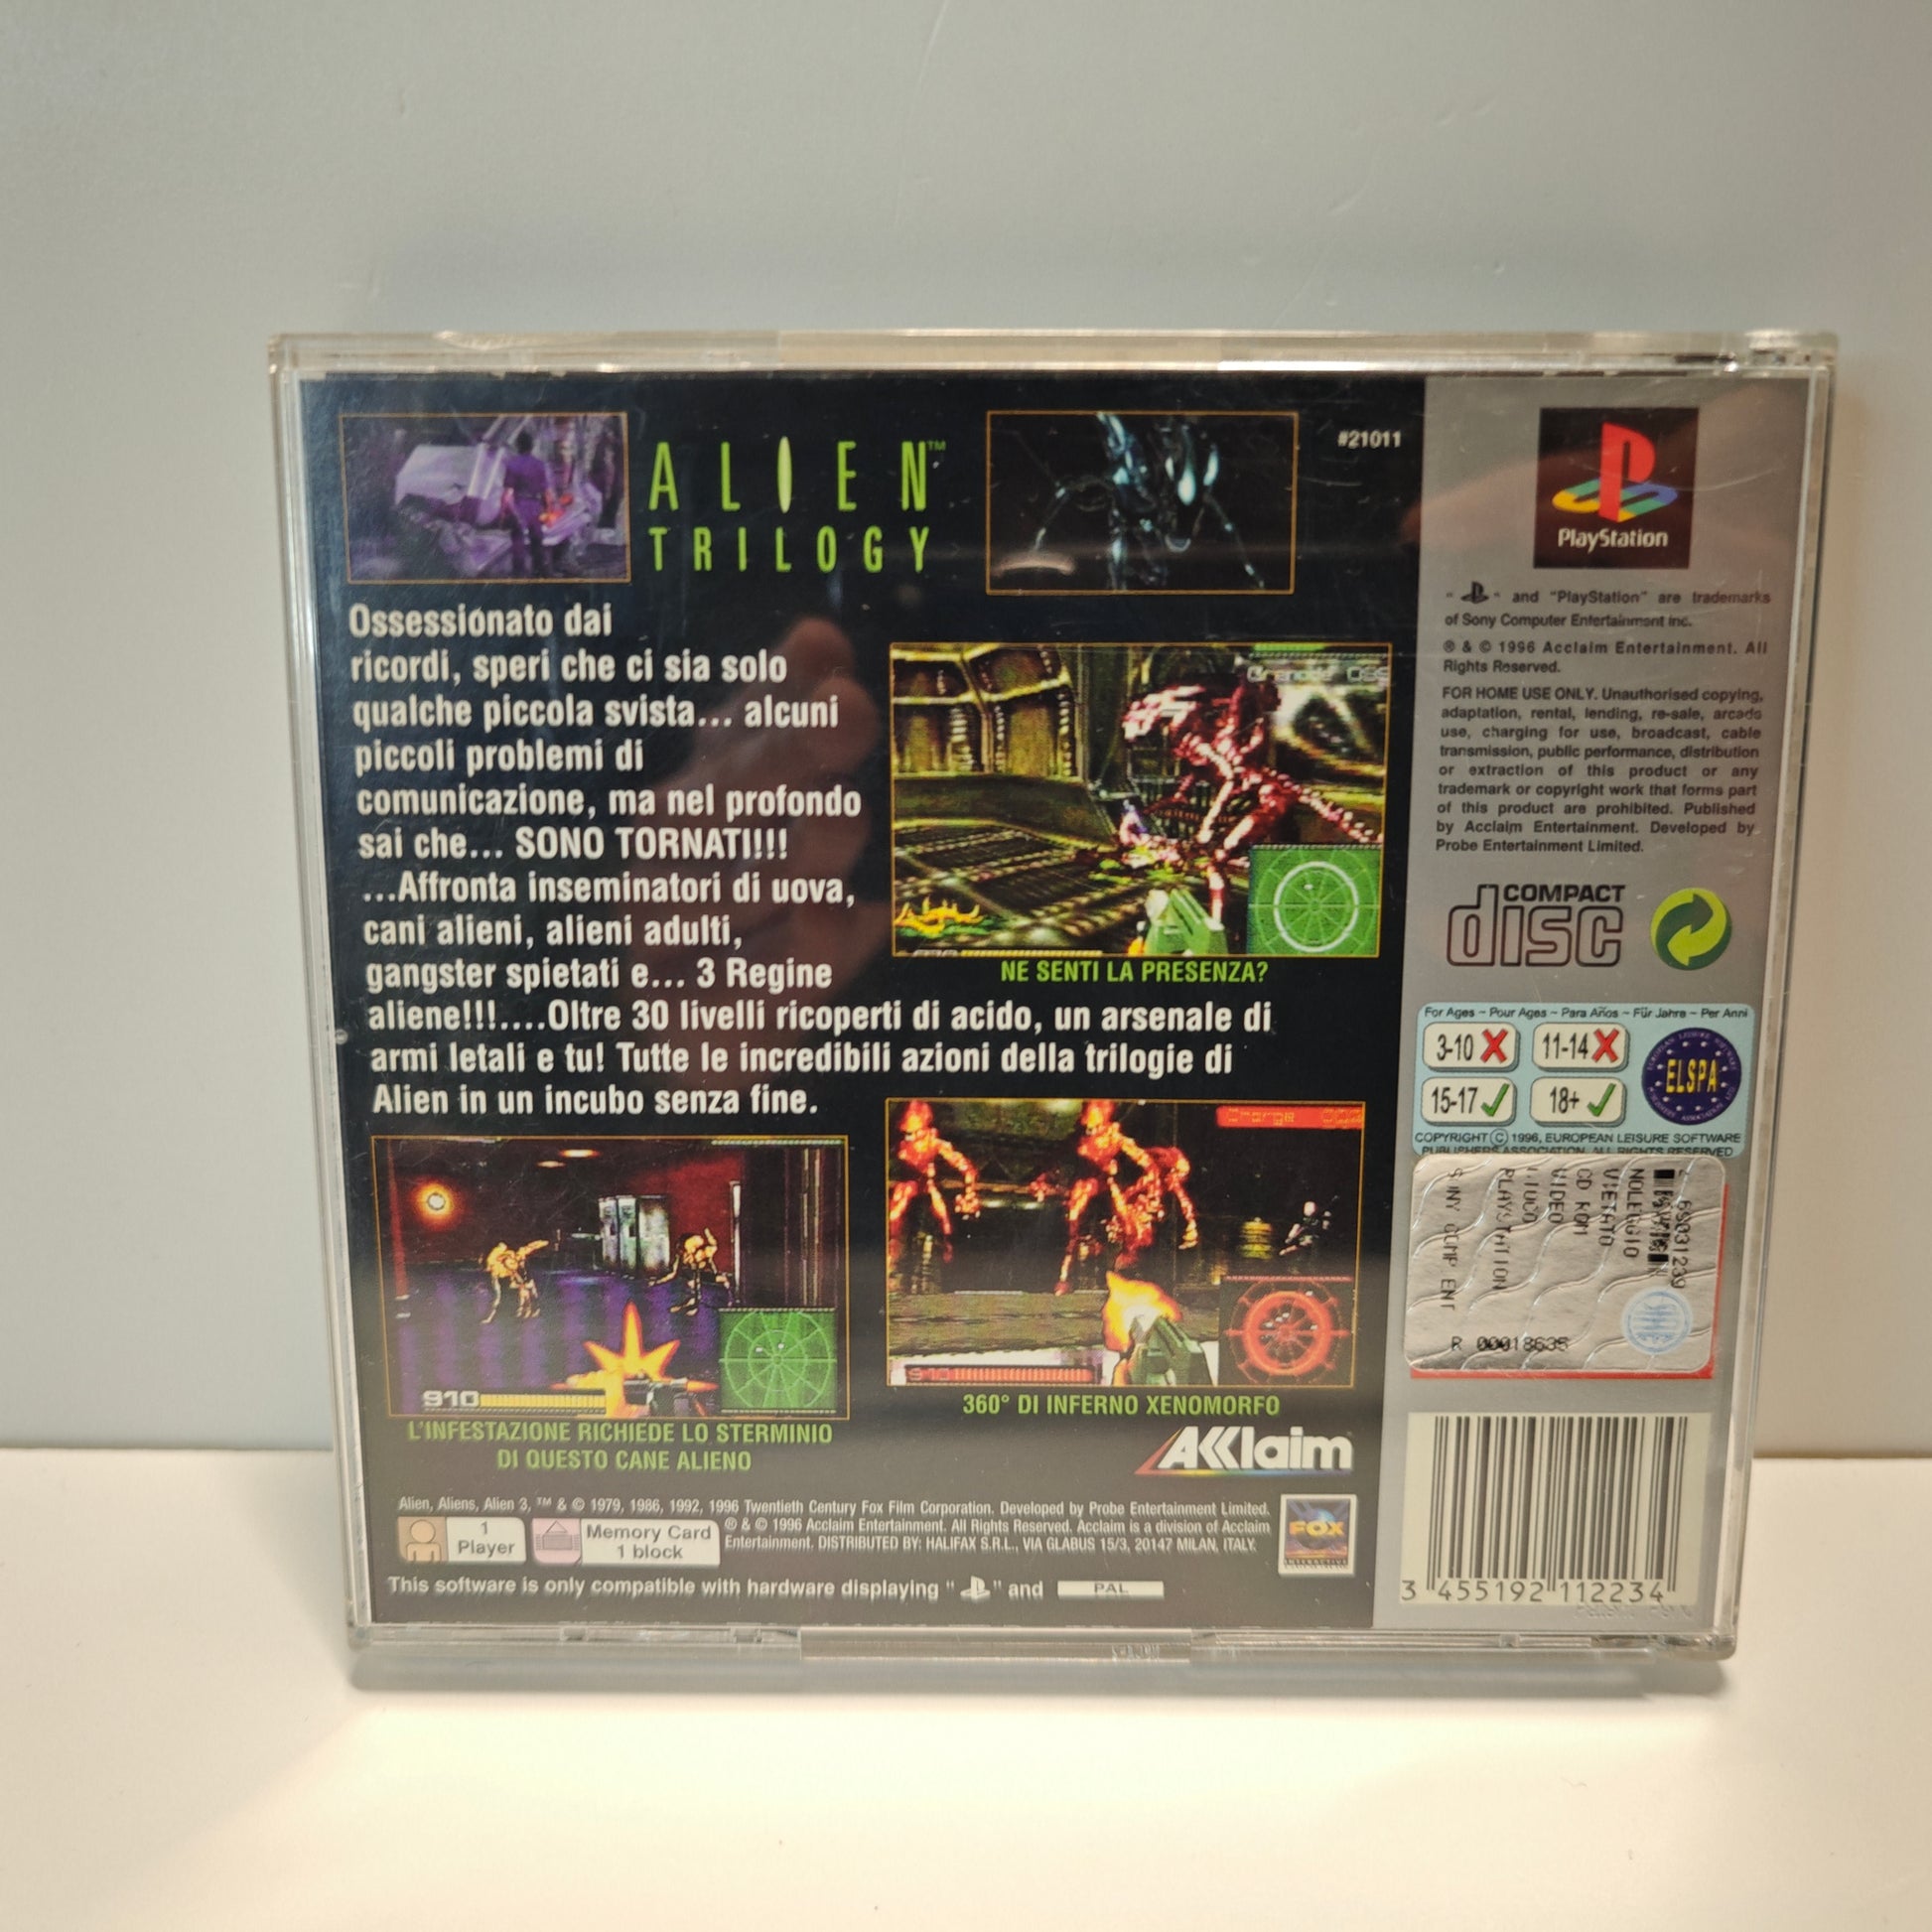 ALIEN™
TRILOGY
#21011
Ossessionato dai
ricordi, speri che ci sia solo
qualche piccola svista... alcuni
piccoli problemi di
comunicazione, ma nel profondo
sai che... SONO TORNATI!!!
...Affronta inseminatori di uova,
cani alieni, alieni adulti,
gangster spietati e... 3 Regine
aliene!!!....Oltre 30 livelli ricoperti di acido, un arsenale di
armi letali e tu! Tutte le incredibili azioni della trilogie di
Alien in un incubo senza fine.
NE SENTI LA PRESENZA?
Charge
910
910
L'INFESTAZIONE RICHIEDE LO STERMINIO
DI QUESTO CANE ALIENO
360° DI INFERNO XENOMORFO
AKklaim
Alien, Aliens, Alien 3, ™ & © 1979, 1986, 1992, 1996 Twentieth Century Fox Film Corporation. Developed by Probe Entertainment Limited.
® & © 1996 Acclaim Entertainment. All Rights Reserved. Acclaim is a division of Acclaim
Entertainment. DISTRIBUTED BY: HALIFAX S.R.L., VIA GLABUS 15/3, 20147 MILAN, ITALY.
1
Player
Memory Card
1 block
FOX
INTERACTIVE
This software is only compatible with hardware displaying " " and PAL
PlayStation
" " and "PlayStation" are trademarks
of Sony Computer Entertainment Inc.
® & © 1996 Acclaim Entertainment. All
Rights Reserved.
FOR HOME USE ONLY. Unauthorised copying,
adaptation, rental, lending, re-sale, arcade
use, charging for use, broadcast, cable
transmission, public performance, distribution
or extraction of this product or any
trademark or copyright work that forms part
of this product are prohibited. Published
by Acclaim Entertainment. Developed by
Probe Entertainment Limited.
COMPACT
disc
For Ages - Pour Ages - Para Años - Für Jahre - Per Anni
3-10 11-14
15-17 18+
ELSPA
COPYRIGHT © 1996, EUROPEAN LEISURE SOFTWARE
PUBLISHERS ASSOCIATION. ALL RIGHTS RESERVED
NOLEGGIO
VIETATO
CD ROM
VIDEO
PLAYSTATION
COMP ENT
R 00018635
SIAE
3 455192 112234